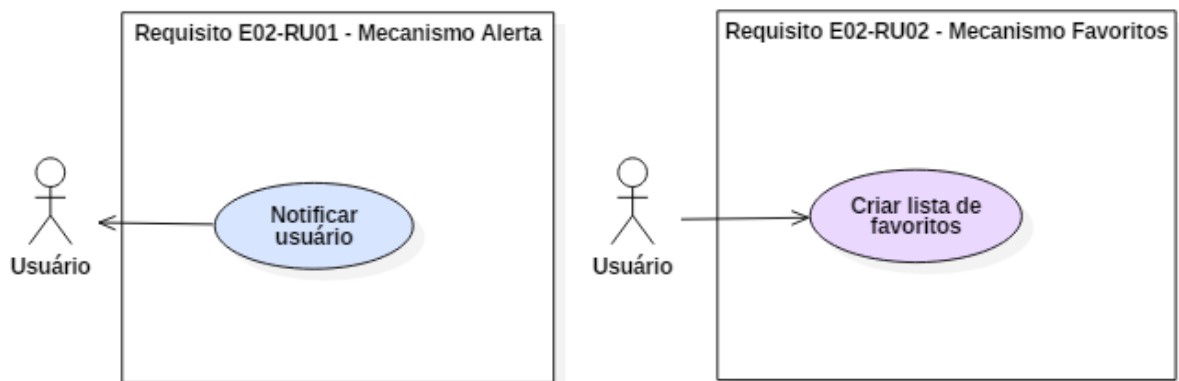 Requisito E02-RU01 - Mecanismo Alerta
Notificar
usuário
Usuário
Requisito E02-RU02 - Mecanismo Favoritos
Criar lista de
favoritos
Usuário